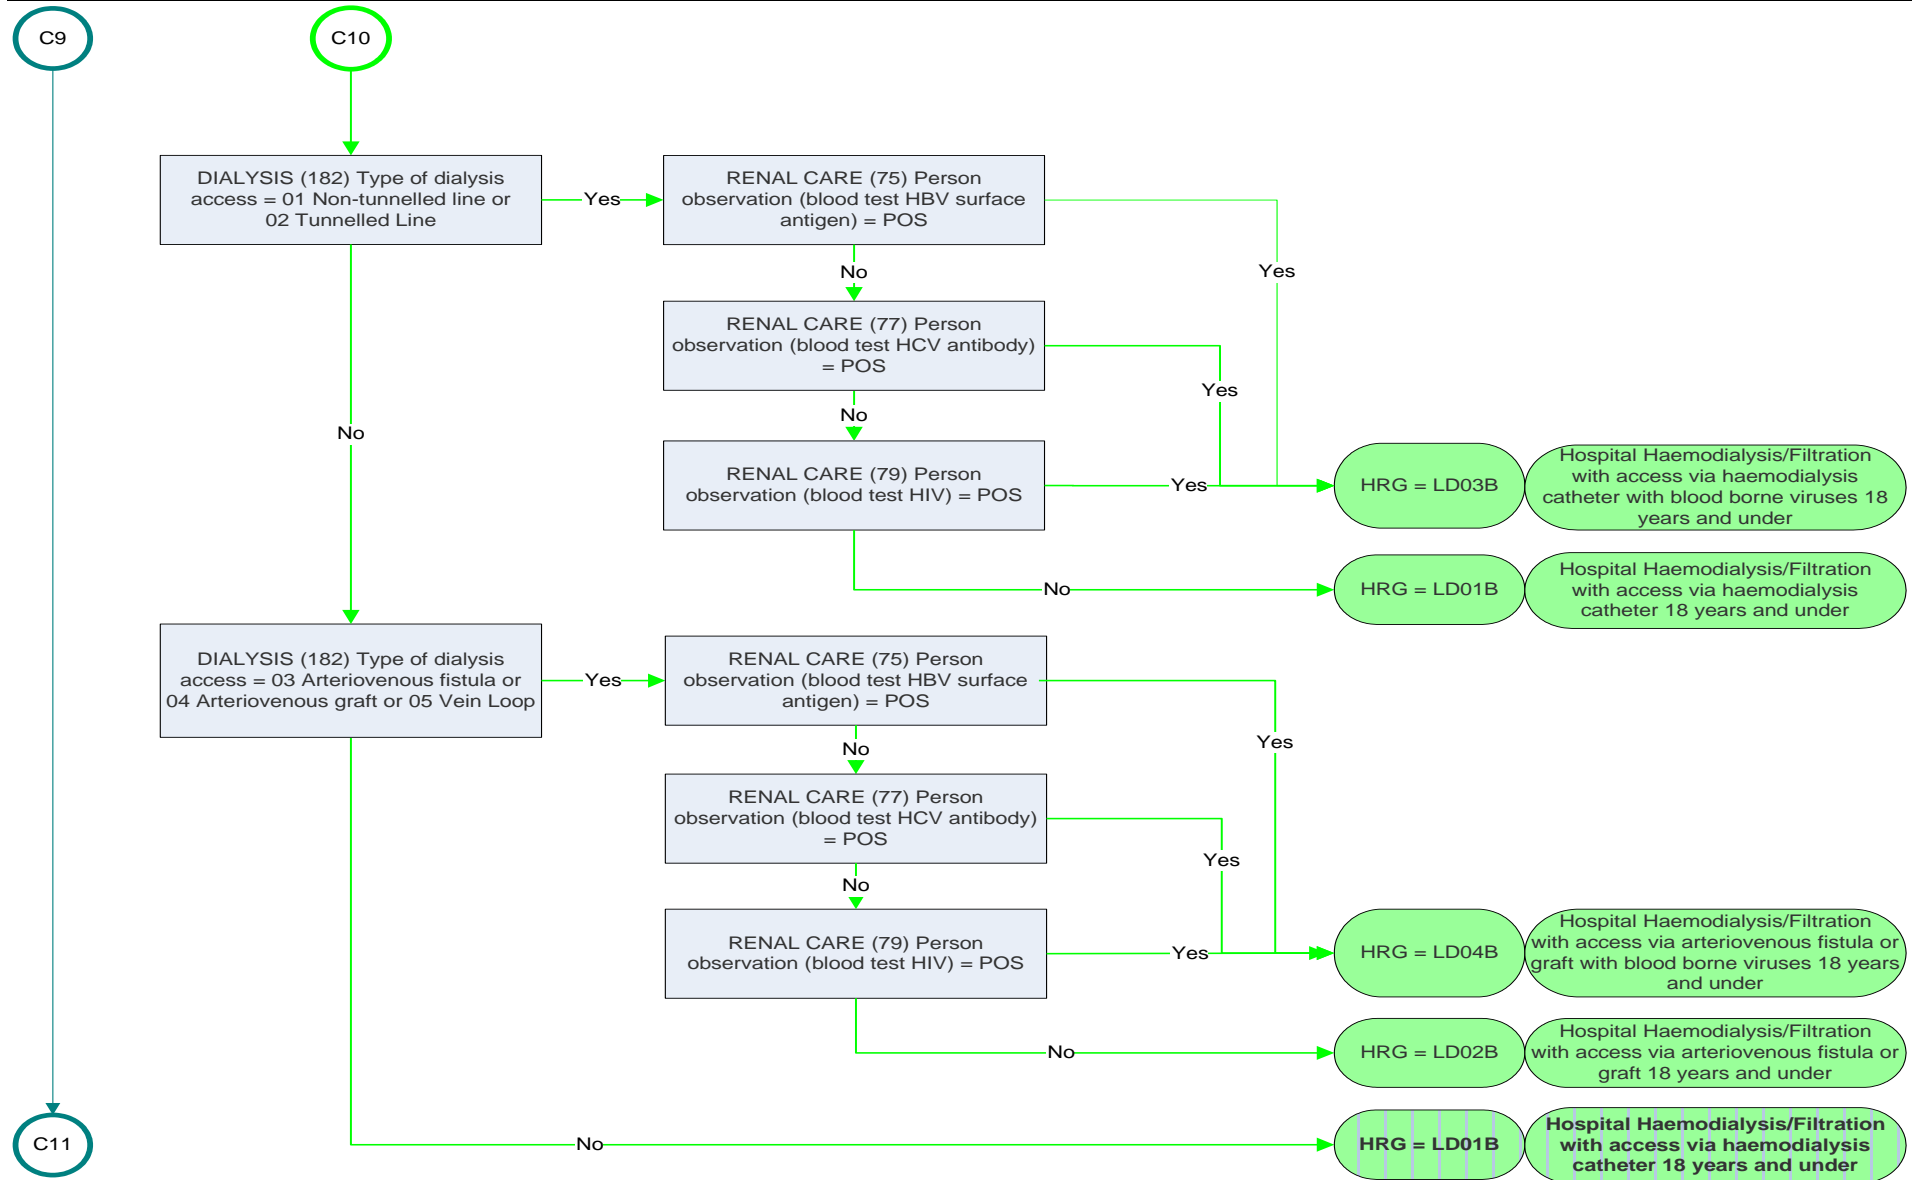 C9
C10
DIALYSIS (182) Type of dialysis
access = 01 Non-tunnelled line or
02 Tunnelled Line
Yes
RENAL CARE (75) Person
observation (blood test HBV surface
antigen) = POS
Yes
No
RENAL CARE (77) Person
observation (blood test HCV antibody)
= POS
Yes
No
No
RENAL CARE (79) Person
observation (blood test HIV) = POS
Yes
HRG = LD03B
Hospital Haemodialysis/Filtration
with access via haemodialysis
catheter with blood borne viruses 18
years and under
No
HRG = LD01B
Hospital Haemodialysis/Filtration
with access via haemodialysis
catheter 18 years and under
DIALYSIS (182) Type of dialysis
access = 03 Arteriovenous fistula or
04 Arteriovenous graft or 05 Vein Loop
Yes
RENAL CARE (75) Person
observation (blood test HBV surface
antigen) = POS
Yes
No
RENAL CARE (77) Person
observation (blood test HCV antibody)
= POS
Yes
No
RENAL CARE (79) Person
observation (blood test HIV) = POS
Yes
HRG = LD04B
Hospital Haemodialysis/Filtration
with access via arteriovenous fistula or
graft with blood borne viruses 18 years
and under
No
HRG = LD02B
Hospital Haemodialysis/Filtration
with access via arteriovenous fistula or
graft 18 years and under
C11
No
HRG = LD01B
Hospital Haemodialysis/Filtration
with access via haemodialysis
catheter 18 years and under